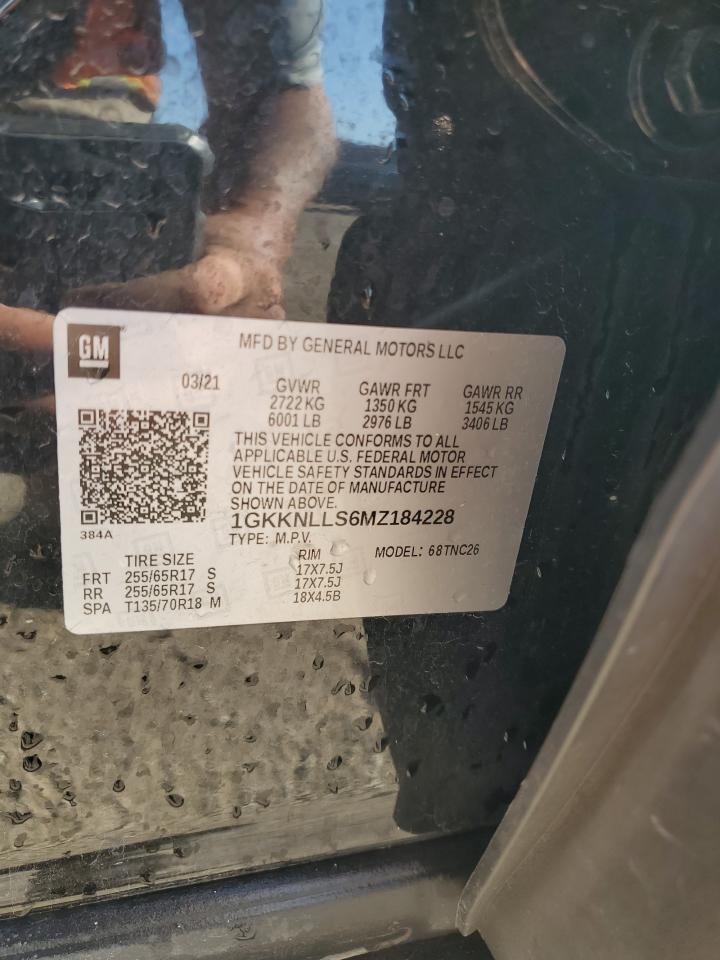 GM
MFD BY GENERAL MOTORS LLC
03/21 GVWR GAWR FRT GAWR RR
2722 KG 1350 KG 1545 KG
6001 LB 2976 LB 3406 LB
THIS VEHICLE CONFORMS TO ALL
APPLICABLE U.S. FEDERAL MOTOR
VEHICLE SAFETY STANDARDS IN EFFECT
ON THE DATE OF MANUFACTURE
SHOWN ABOVE.
1GKKNLLS6MZ184228
384A
TYPE: M.P.V. MODEL: 68TNC26
TIRE SIZE RIM
FRT 255/65R17 S 17X7.5J
RR 255/65R17 S 17X7.5J
SPA T135/70R18 M 18X4.5B